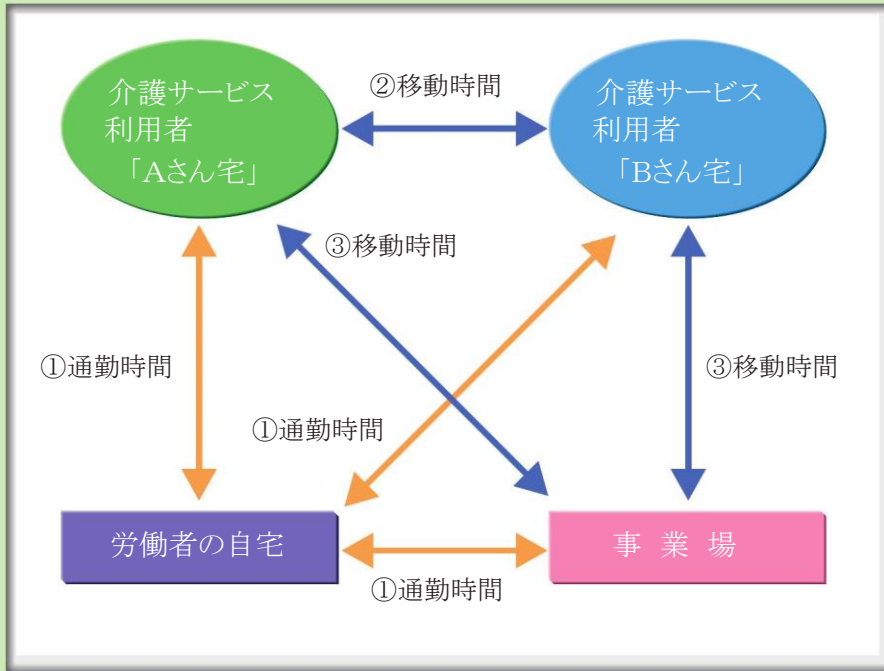 ②移動時間
介護サービス
利用者
「Aさん宅」
介護サービス
利用者
「Bさん宅」
③移動時間
①通勤時間
③移動時間
①通勤時間
労働者の自宅
事 業 場
①通勤時間